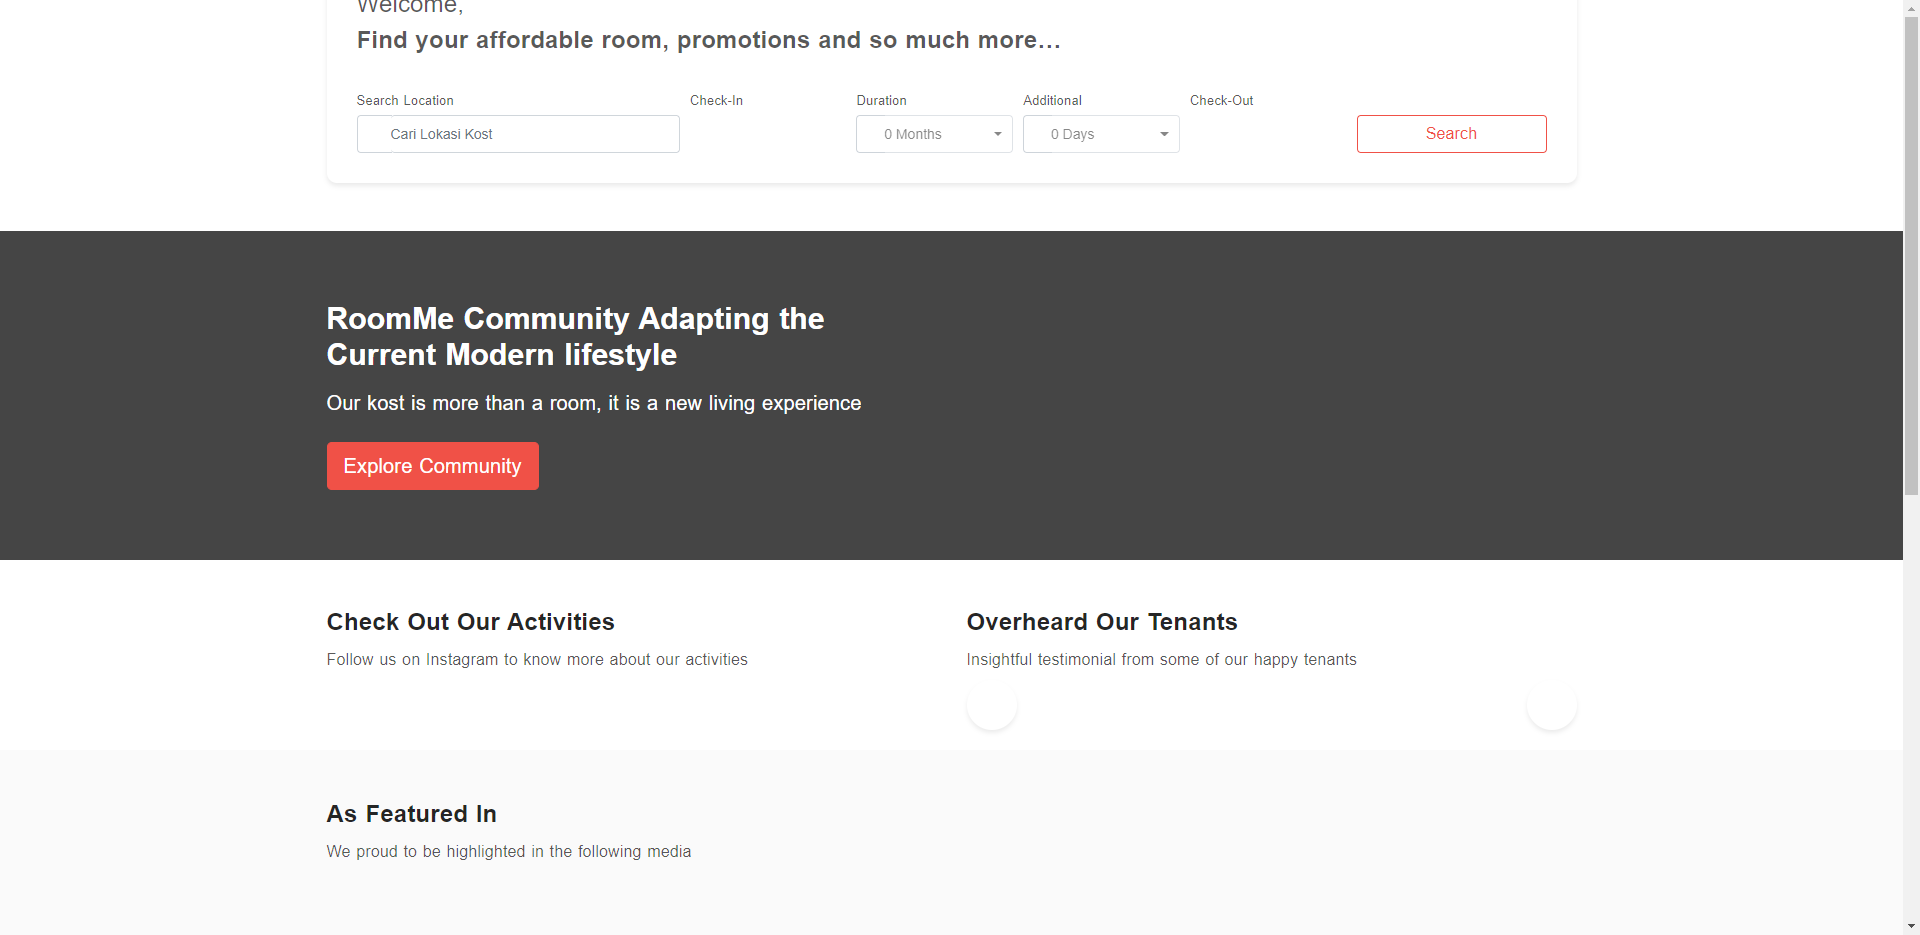 Welcome,
Find your affordable room, promotions and so much more...
Search Location
Check-In
Duration
Additional
Check-Out
Cari Lokasi Kost
0 Months
0 Days
Search
RoomMe Community Adapting the
Current Modern lifestyle
Our kost is more than a room, it is a new living experience
Explore Community
Check Out Our Activities
Follow us on Instagram to know more about our activities
Overheard Our Tenants
Insightful testimonial from some of our happy tenants
As Featured In
We proud to be highlighted in the following media